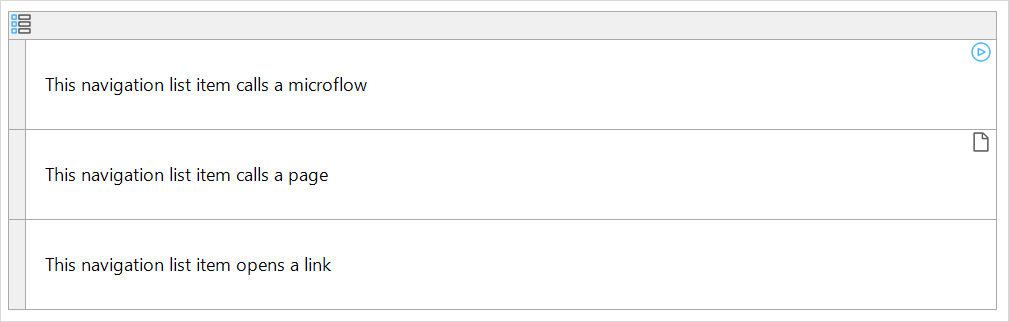 This navigation list item calls a microflow
This navigation list item calls a page
This navigation list item opens a link